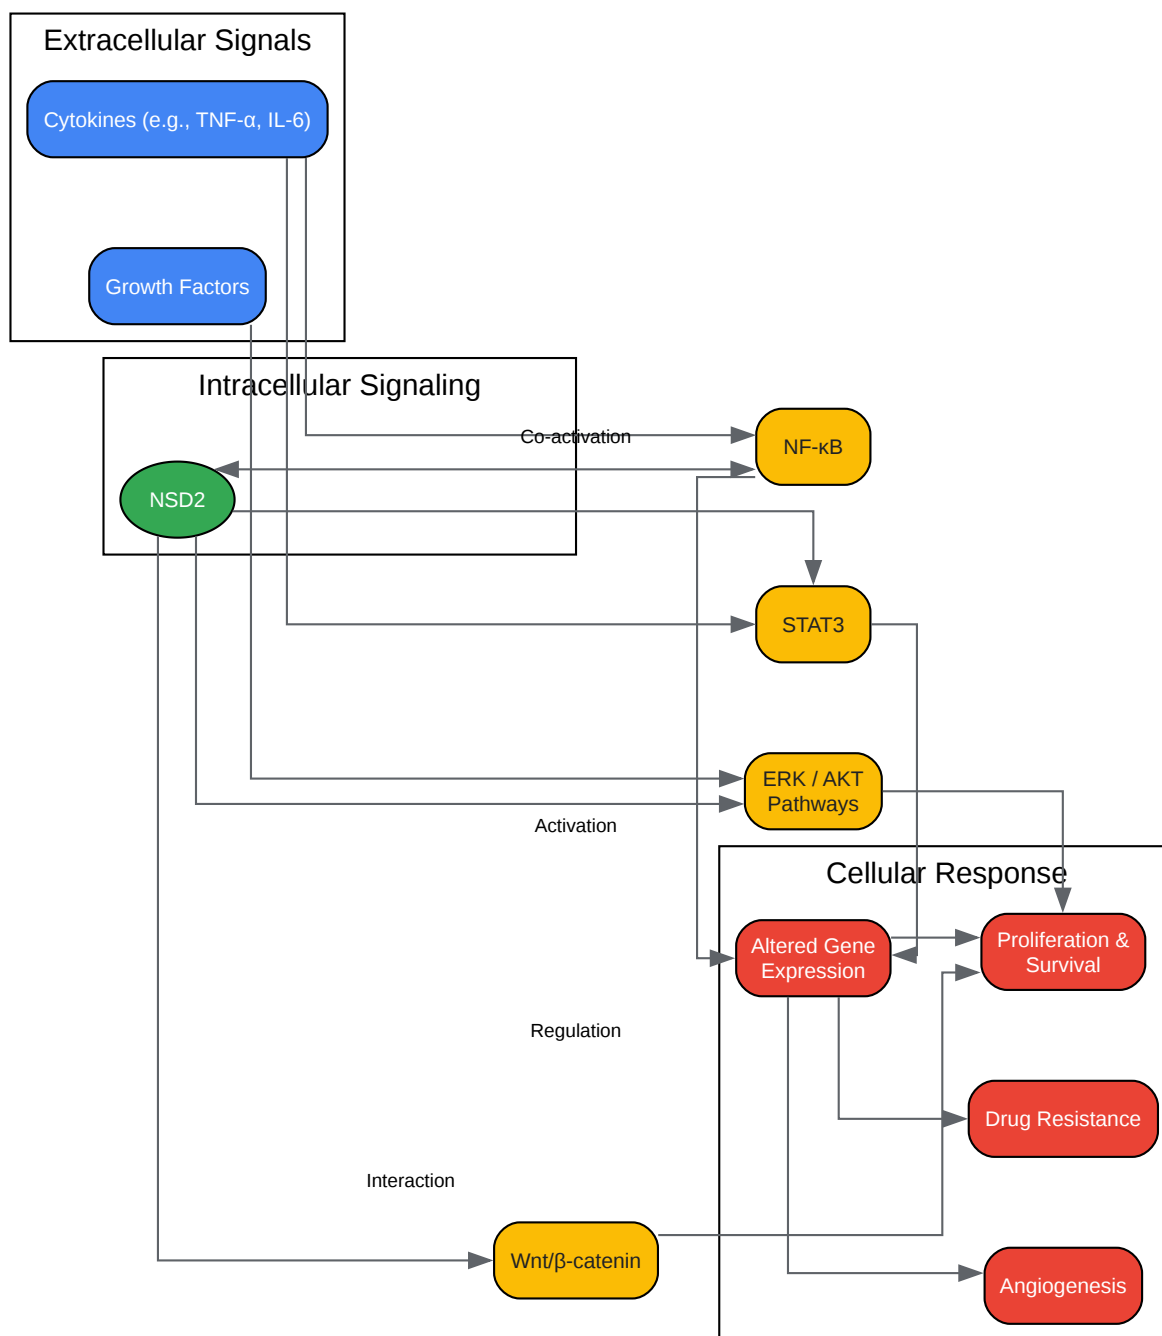 Extracellular Signals
Cytokines (e.g., TNF-α, IL-6)
Growth Factors
Intracellular Signaling
Co-activation
NF-κB
NSD2
STAT3
ERK / AKT
Pathways
Activation
Cellular Response
Altered Gene
Expression
Proliferation &
Survival
Regulation
Drug Resistance
Interaction
Wnt/β-catenin
Angiogenesis